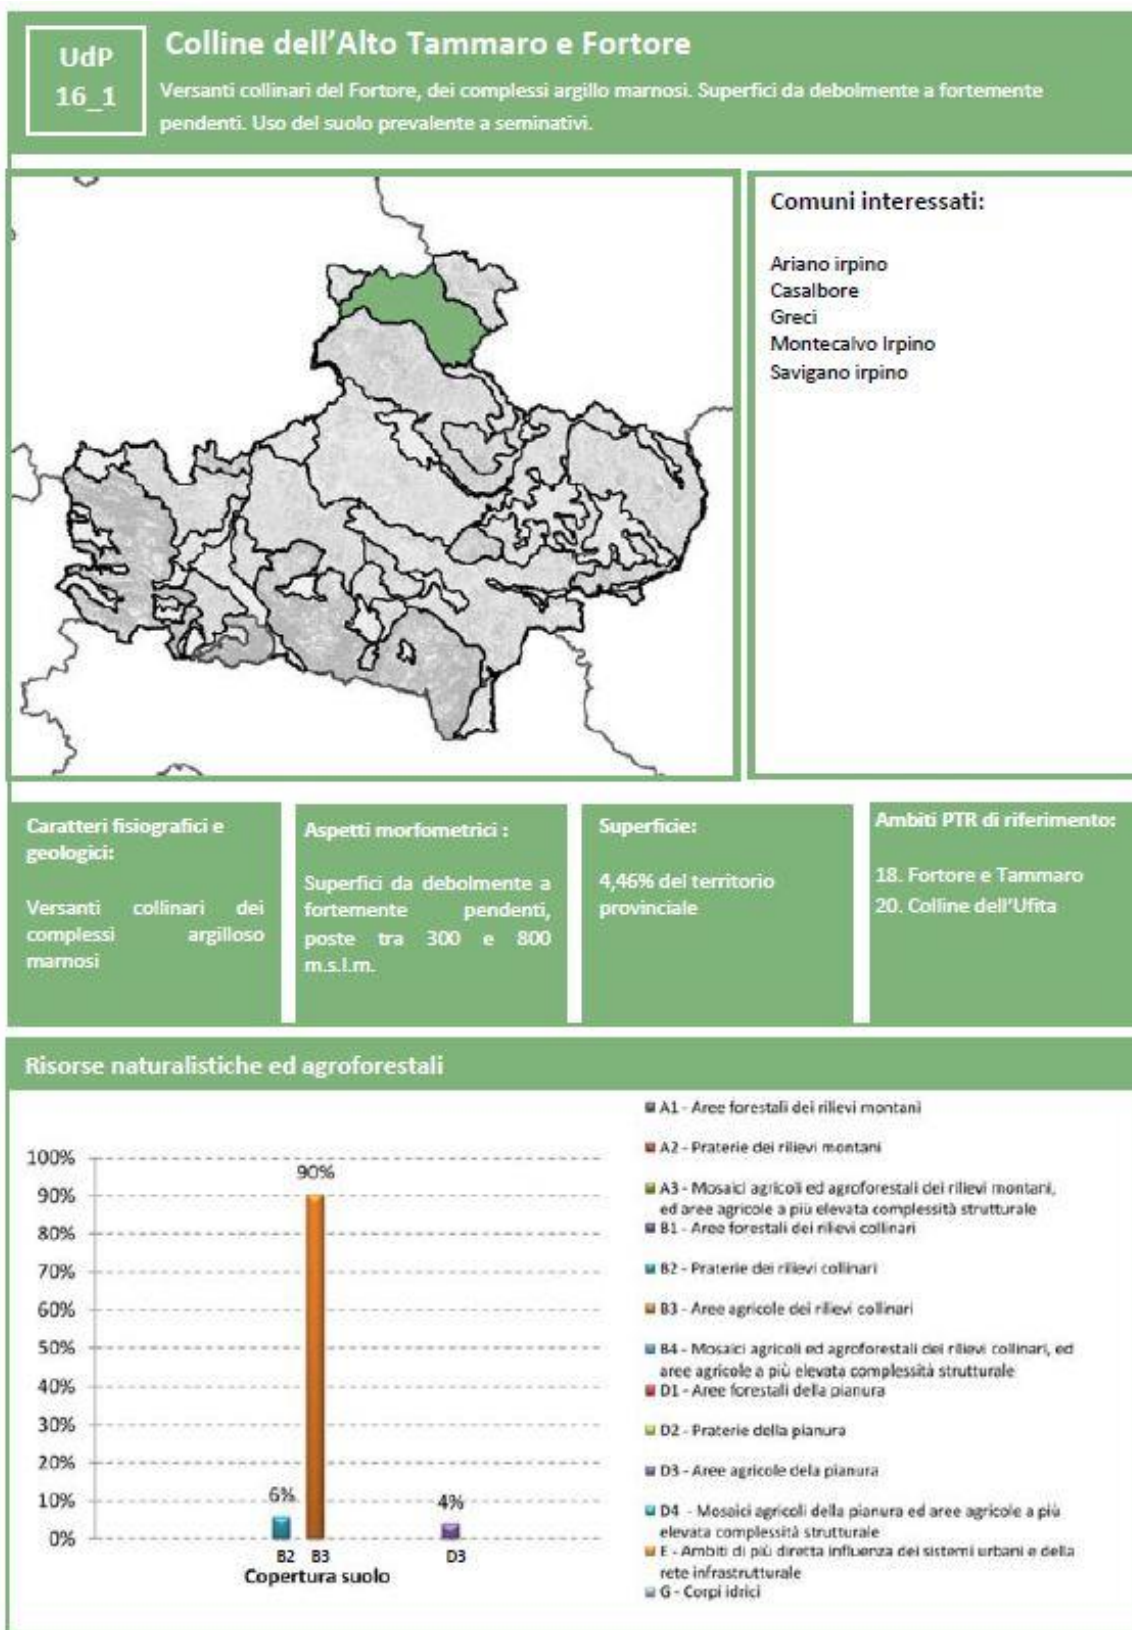 UdP
16_1
Colline dell'Alto Tammaro e Fortore
Versanti collinari del Fortore, dei complessi argillo marnosi. Superfici da debolmente a fortemente
pendenti. Uso del suolo prevalente a seminativi.
Comuni interessati:
Ariano irpino
Casalbore
Greci
Montecalvo Irpino
Savigano irpino
Caratteri fisiografici e
geologici:
Versanti collinari dei
complessi argilloso
marnosi
Aspetti morfometrici :
Superfici da debolmente a
fortemente pendenti,
poste tra 300 e 800
m.s.l.m.
Superficie:
4,46% del territorio
provinciale
Ambiti PTR di riferimento:
18. Fortore e Tammaro
20. Colline dell'Ufita
Risorse naturalistiche ed agroforestali
100%
90%
80%
70%
60%
50%
40%
30%
20%
10%
0%
6%
90%
4%
B2 B3 D3
Copertura suolo
A1 - Aree forestali dei rilievi montani
A2 - Praterie dei rilievi montani
A3 - Mosaici agricoli ed agroforestali dei rilievi montani,
ed aree agricole a più elevata complessità strutturale
B1 - Aree forestali dei rilievi collinari
B2 - Praterie dei rilievi collinari
B3 - Aree agricole dei rilievi collinari
B4 - Mosaici agricoli ed agroforestali dei rilievi collinari, ed
aree agricole a più elevata complessità strutturale
D1 - Aree forestali della pianura
D2 - Praterie della pianura
D3 - Aree agricole dela pianura
D4 - Mosaici agricoli della pianura ed aree agricole a più
elevata complessità strutturale
E - Ambiti di più diretta influenza dei sistemi urbani e della
rete infrastrutturale
G - Corpi idrici